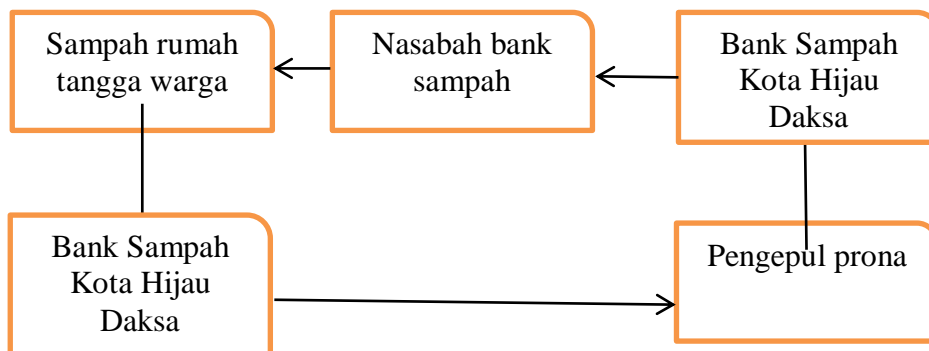 Sampah rumah
tangga warga
Nasabah bank
sampah
Bank Sampah
Kota Hijau
Daksa
Bank Sampah
Kota Hijau
Daksa
Pengepul prona